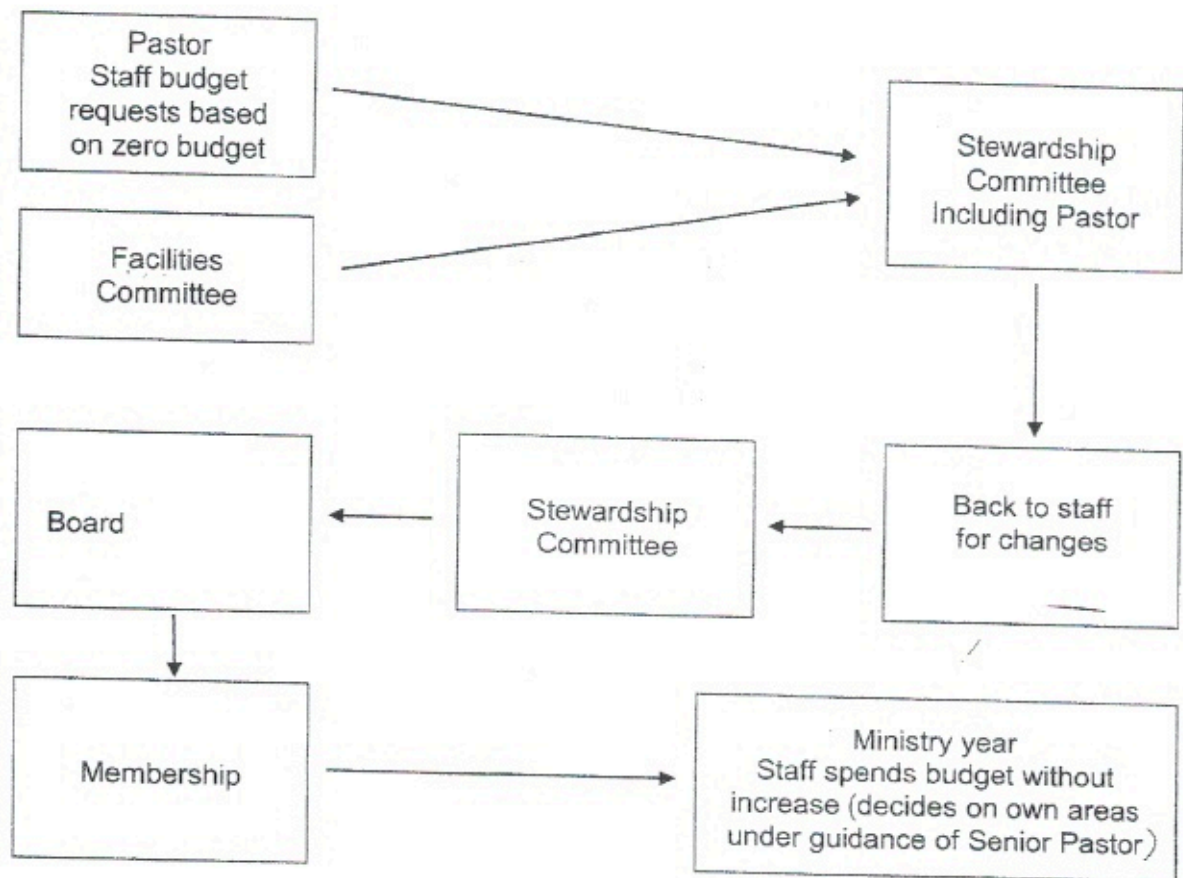 Pastor
Staff budget
requests based
on zero budget
Stewardship
Committee
Including Pastor
Facilities
Committee
Board
Stewardship
Committee
Back to staff
for changes
Membership
Ministry year
Staff spends budget without
increase (decides on own areas
under guidance of Senior Pastor)